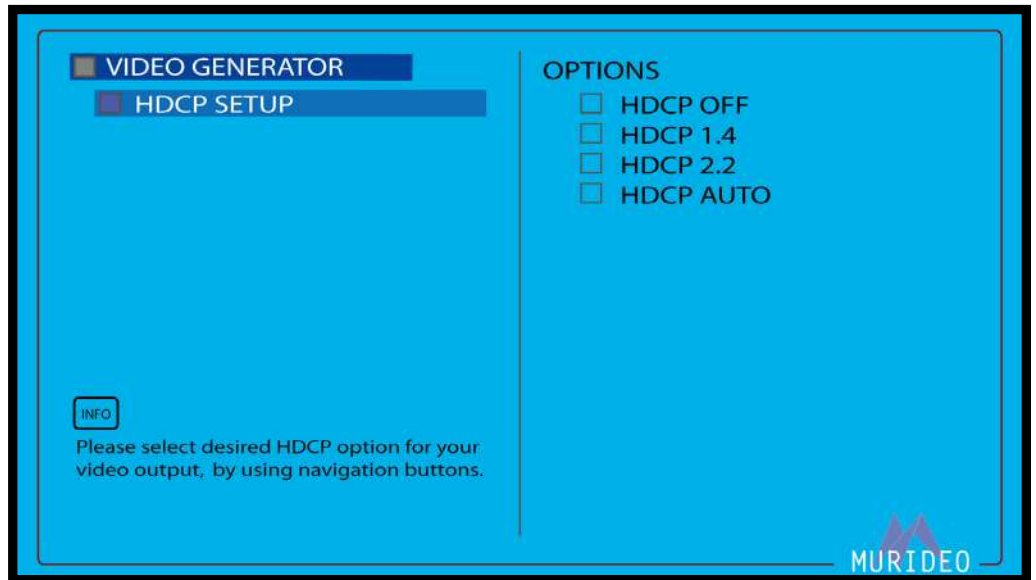 VIDEO GENERATOR
HDCP SETUP
INFO
Please select desired HDCP option for your
video output, by using navigation buttons.
OPTIONS
HDCP OFF
HDCP 1.4
HDCP 2.2
HDCP AUTO
MURIDEO